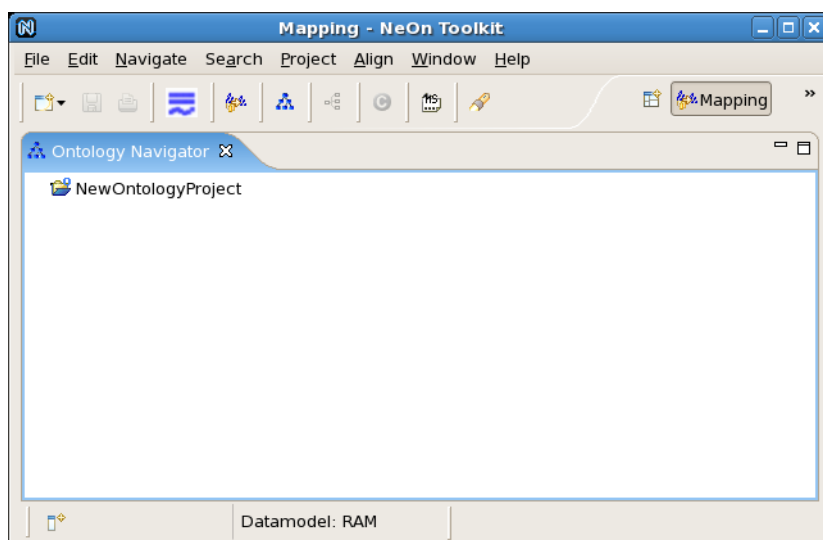 Mapping - NeOn Toolkit
File Edit Navigate Search Project Align Window Help
Mapping »
Ontology Navigator
NewOntologyProject
Datamodel: RAM